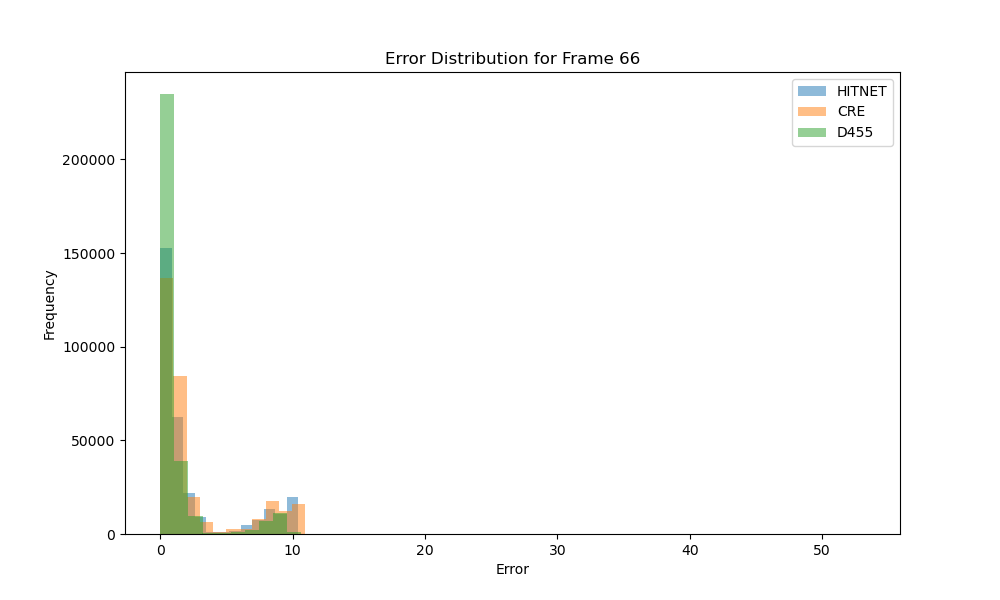 Error Distribution for Frame 66
HITNET
CRE
D455
200000
150000
100000
50000
0
Frequency
0 10 20 30 40 50
Error